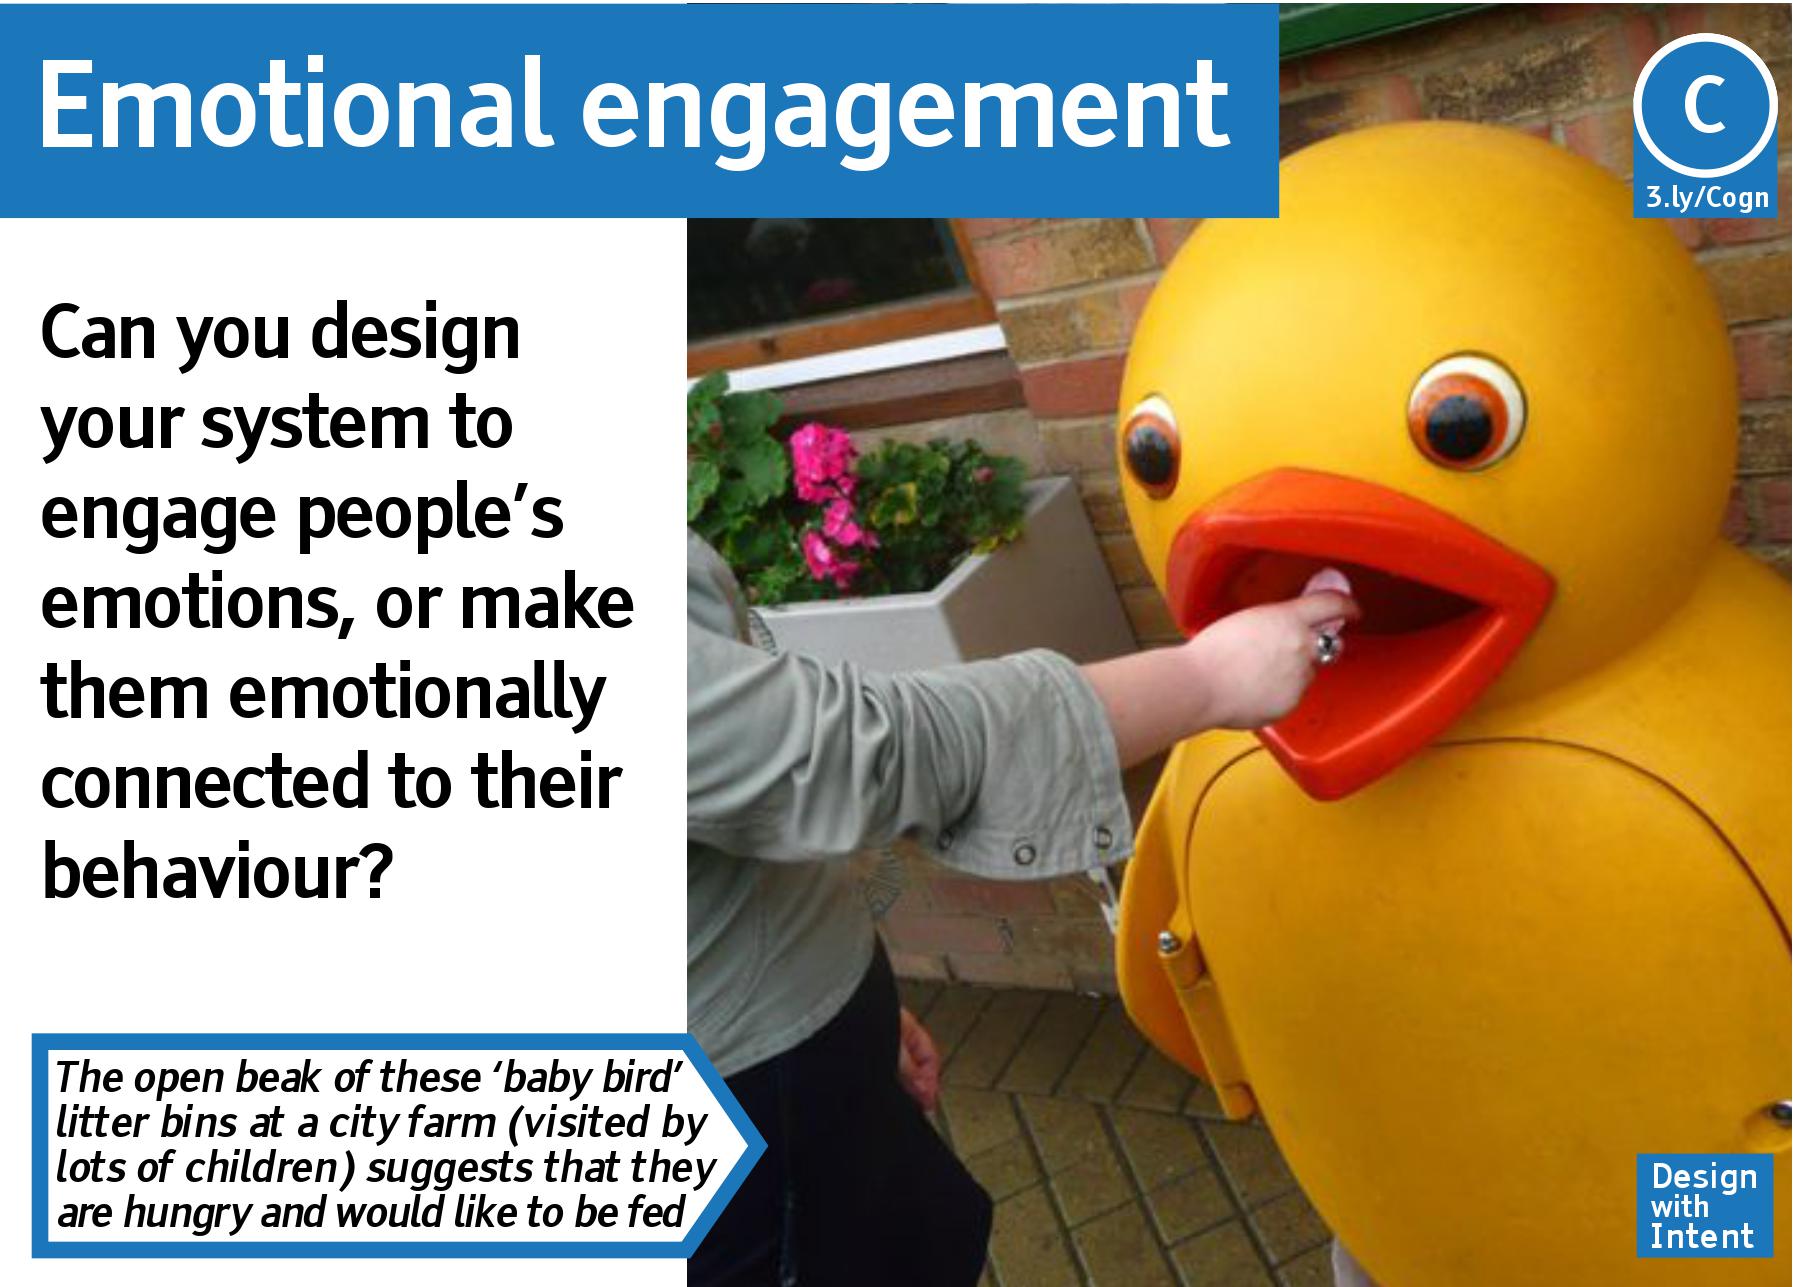 Emotional engagement
C
3.ly/Cogn
Can you design
your system to
engage people’s
emotions, or make
them emotionally
connected to their
behaviour?
The open beak of these ‘baby bird’
litter bins at a city farm (visited by
lots of children) suggests that they
are hungry and would like to be fed
Design
with
Intent